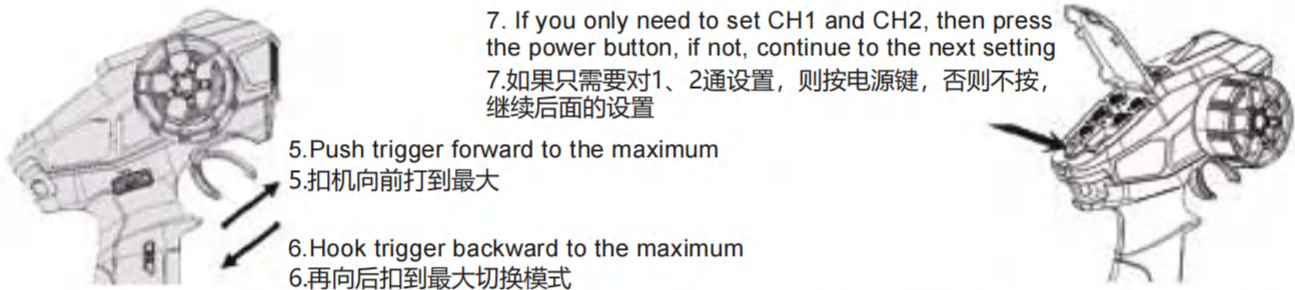 7. If you only need to set CH1 and CH2, then press
the power button, if not, continue to the next setting
7.如果只需要对1、2通设置，则按电源键，否则不按，
继续后面的设置
5.Push trigger forward to the maximum
5.扣机向前打到最大
6.Hook trigger backward to the maximum
6.再向后扣到最大切换模式